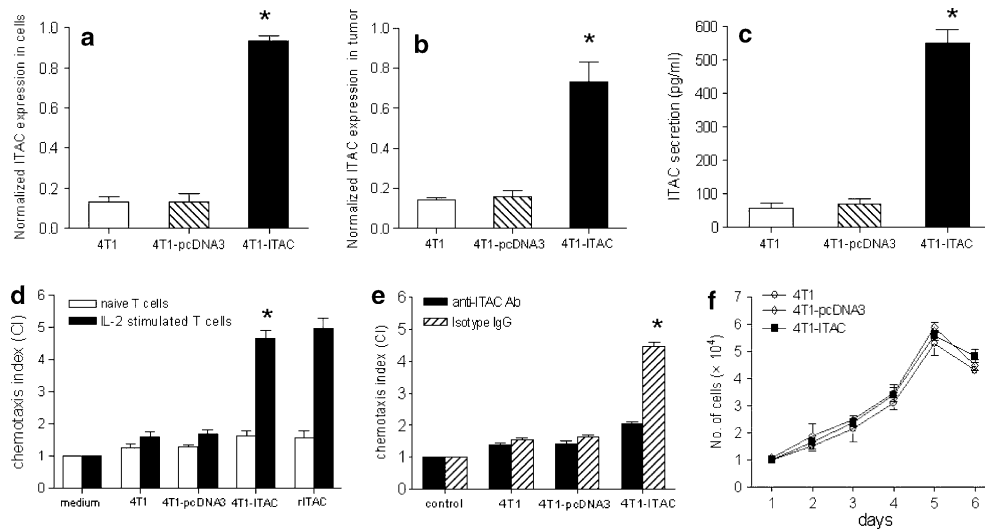 a
Normalized ITAC expression in cells
1.0
0.8
0.6
0.4
0.2
0.0
*
4T1
4T1-pcDNA3
4T1-ITAC
b
Normalized ITAC expression in tumor
1.0
0.8
0.6
0.4
0.2
0.0
*
4T1
4T1-pcDNA3
4T1-ITAC
c
ITAC secretion (pg/ml)
600
500
400
300
200
100
0
*
4T1
4T1-pcDNA3
4T1-ITAC
d
naive T cells
IL-2 stimulated T cells
chemotaxis index (CI)
6
5
4
3
2
1
0
*
medium
4T1
4T1-pcDNA3
4T1-ITAC
rITAC
e
anti-ITAC Ab
Isotype IgG
chemotaxis index (CI)
6
5
4
3
2
1
0
*
control
4T1
4T1-pcDNA3
4T1-ITAC
f
4T1
4T1-pcDNA3
4T1-ITAC
No. of cells (× 10⁴)
7
6
5
4
3
2
1
0
1
2
3
4
5
6
days